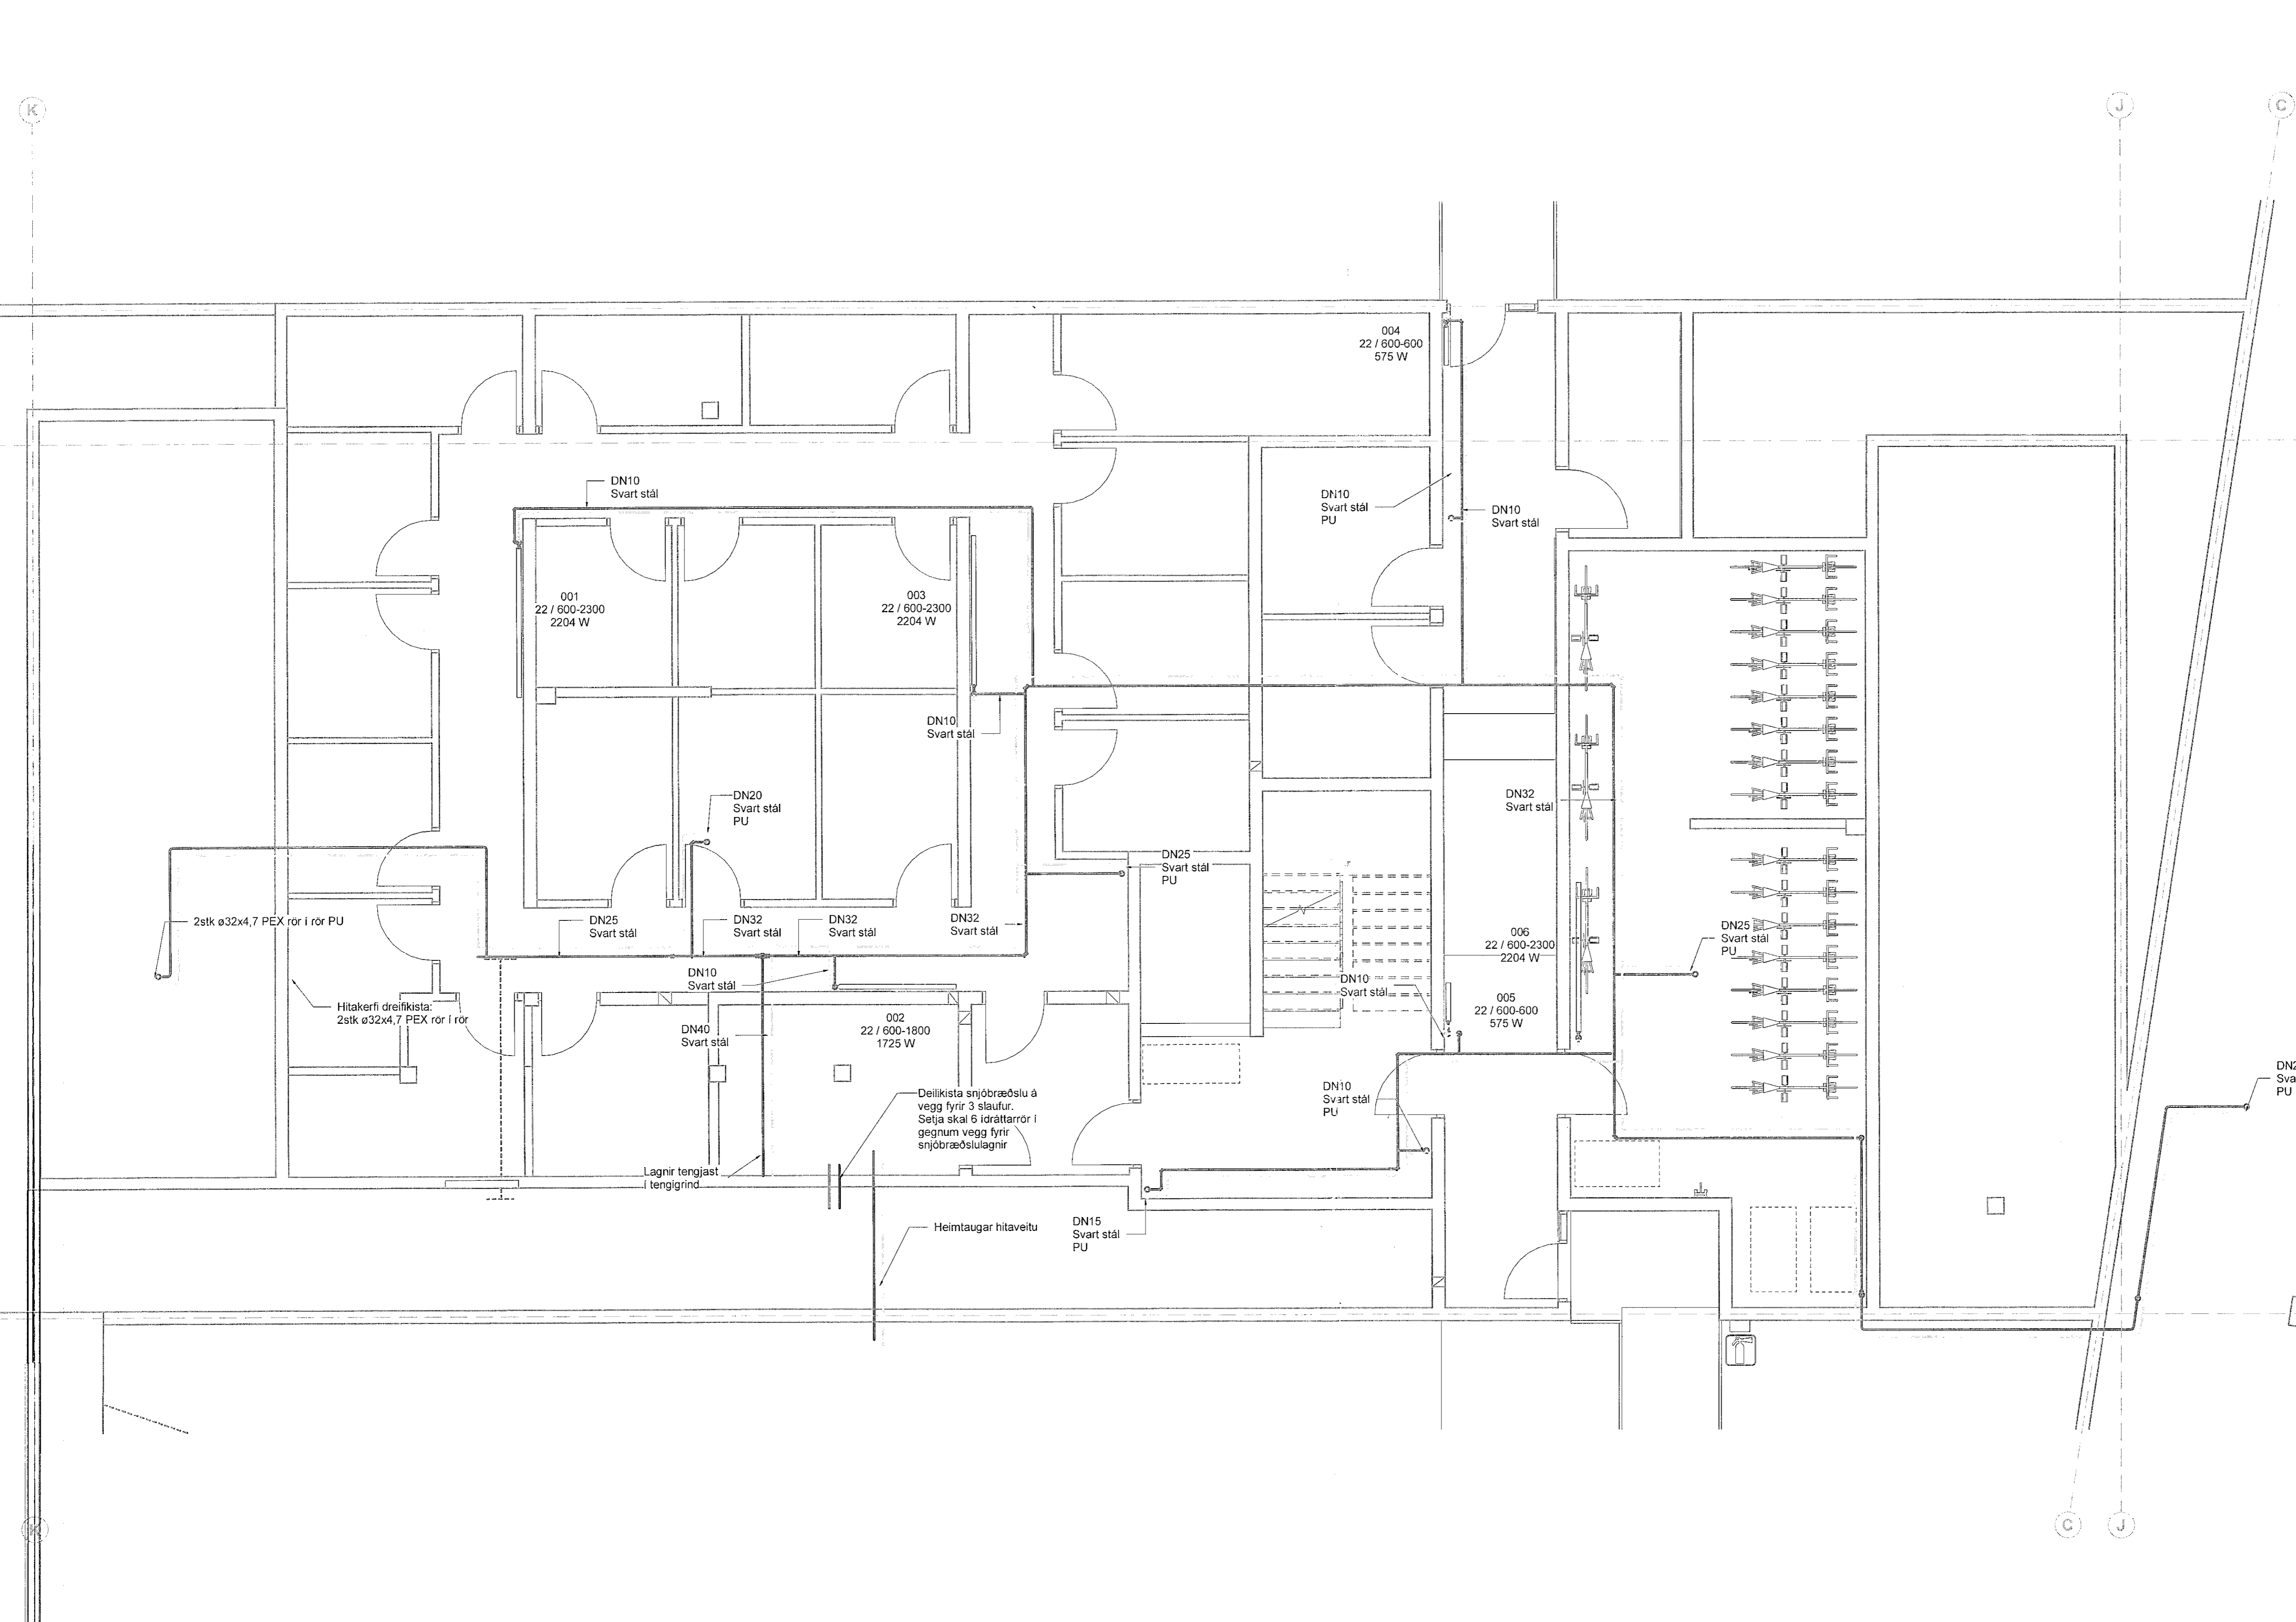 K
J
C
004
22 / 600-600
575 W
DN10
Svart stál
DN10
Svart stál
PU
DN10
Svart stál
001
22 / 600-2300
2204 W
003
22 / 600-2300
2204 W
DN10
Svart stál
DN20
Svart stál
PU
DN32
Svart stál
DN25
Svart stál
PU
2stk ø32x4,7 PEX rör í rör PU
DN25
Svart stál
DN32
Svart stál
DN32
Svart stál
DN32
Svart stál
006
22 / 600-2300
2204 W
DN25
Svart stál
PU
DN10
Svart stál
DN10
Svart stál
Hitakerfi dreifikista:
2stk ø32x4,7 PEX rör í rör
005
22 / 600-600
575 W
002
22 / 600-1800
1725 W
DN40
Svart stál
Deilikista snjóbræðslu á
vegg fyrir 3 slaufur.
Setja skal 6 ídráttarrör í
gegnum vegg fyrir
snjóbræðslulagnir
DN10
Svart stál
PU
DN2
Sva
PU
Lagnir tengjast
í tengigrind
Heimtaugar hitaveitu
DN15
Svart stál
PU
K
C
J